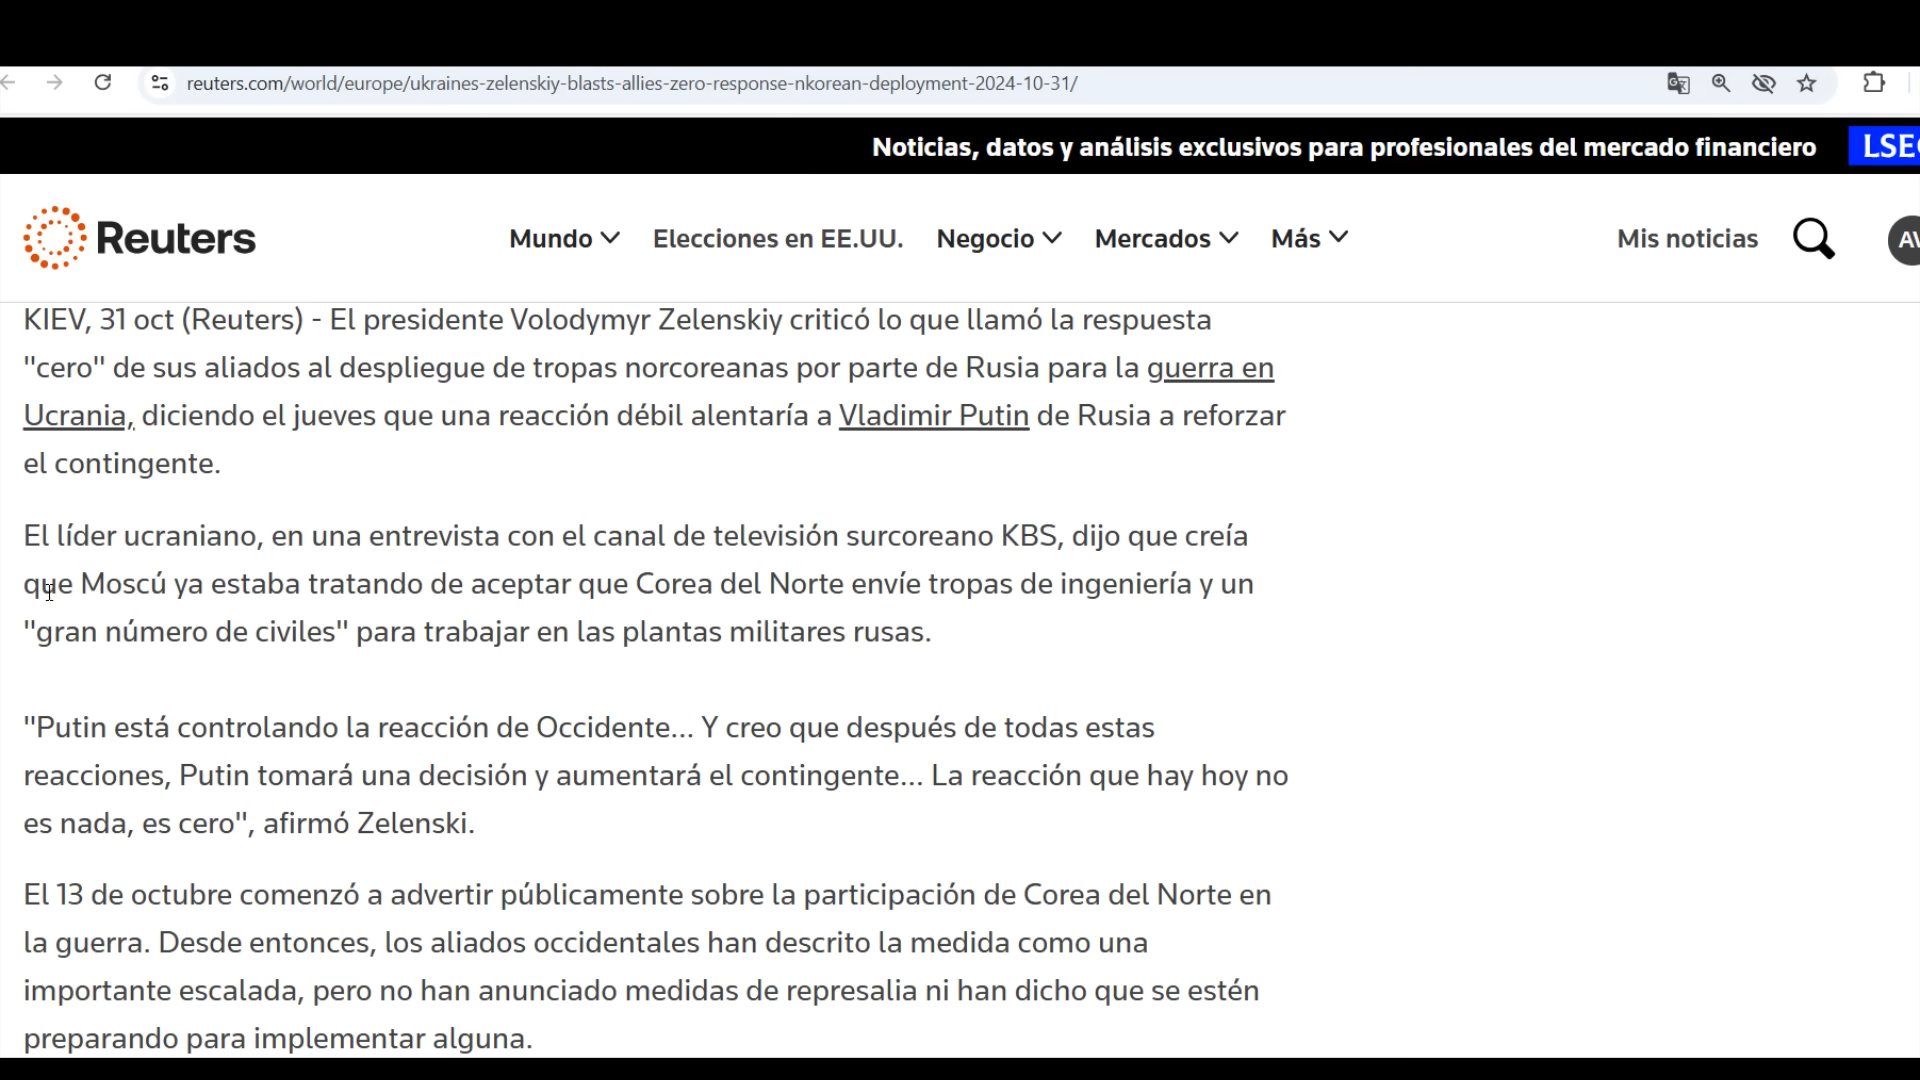 reuters.com/world/europe/ukraines-zelenskiy-blasts-allies-zero-response-nkorean-deployment-2024-10-31/
Noticias, datos y análisis exclusivos para profesionales del mercado financiero
Reuters
Mundo
Elecciones en EE.UU.
Negocio
Mercados
Más
Mis noticias
KIEV, 31 oct (Reuters) - El presidente Volodymyr Zelenskiy criticó lo que llamó la respuesta
"cero" de sus aliados al despliegue de tropas norcoreanas por parte de Rusia para la guerra en
Ucrania, diciendo el jueves que una reacción débil alentaría a Vladimir Putin de Rusia a reforzar
el contingente.
El líder ucraniano, en una entrevista con el canal de televisión surcoreano KBS, dijo que creía
que Moscú ya estaba tratando de aceptar que Corea del Norte envíe tropas de ingeniería y un
"gran número de civiles" para trabajar en las plantas militares rusas.
"Putin está controlando la reacción de Occidente... Y creo que después de todas estas
reacciones, Putin tomará una decisión y aumentará el contingente... La reacción que hay hoy no
es nada, es cero", afirmó Zelenski.
El 13 de octubre comenzó a advertir públicamente sobre la participación de Corea del Norte en
la guerra. Desde entonces, los aliados occidentales han descrito la medida como una
importante escalada, pero no han anunciado medidas de represalia ni han dicho que se estén
preparando para implementar alguna.